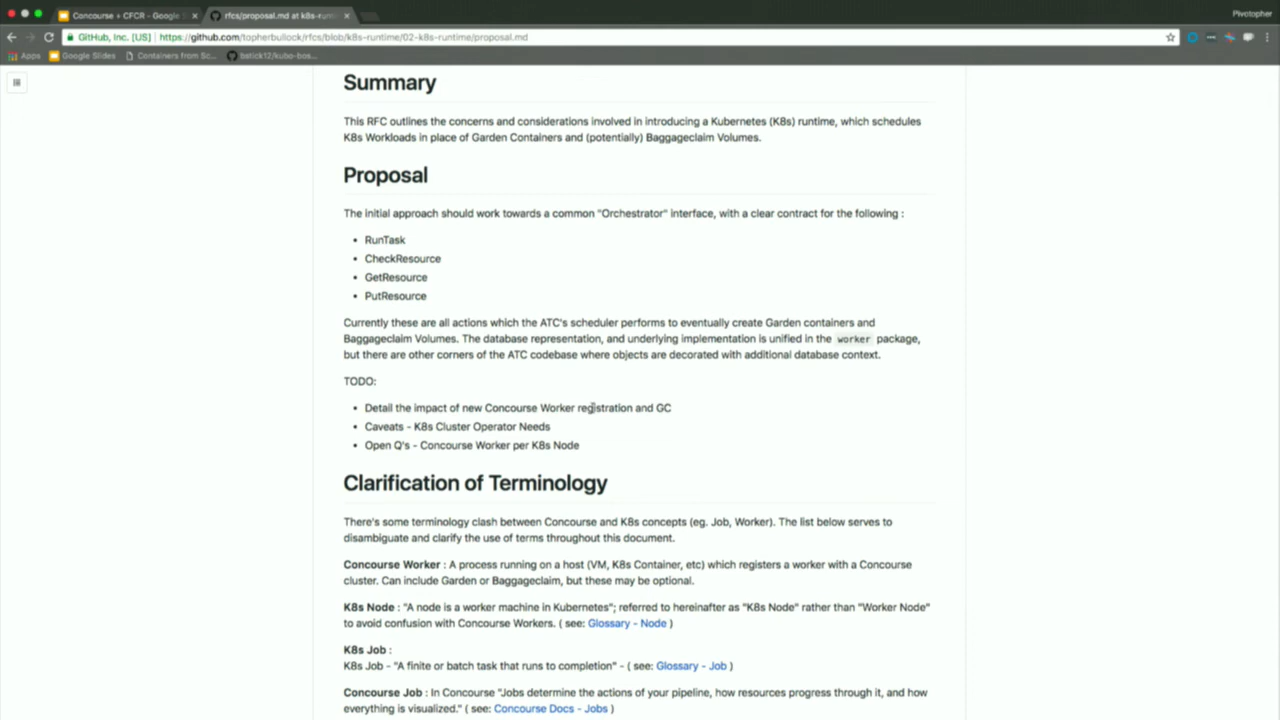 Concourse + CFCR - Google
rfcs/proposal.md at k8s-runti
Pivotopher
GitHub, Inc. [US] https://github.com/topherbullock/rfcs/blob/k8s-runtime/02-k8s-runtime/proposal.md
Apps Google Slides Containers from Sc... bstick12/kubo-bos...
Summary
This RFC outlines the concerns and considerations involved in introducing a Kubernetes (K8s) runtime, which schedules
K8s Workloads in place of Garden Containers and (potentially) Baggageclaim Volumes.
Proposal
The initial approach should work towards a common "Orchestrator" interface, with a clear contract for the following :
• RunTask
• CheckResource
• GetResource
• PutResource
Currently these are all actions which the ATC's scheduler performs to eventually create Garden containers and
Baggageclaim Volumes. The database representation, and underlying implementation is unified in the worker package,
but there are other corners of the ATC codebase where objects are decorated with additional database context.
TODO:
• Detail the impact of new Concourse Worker registration and GC
• Caveats - K8s Cluster Operator Needs
• Open Q's - Concourse Worker per K8s Node
Clarification of Terminology
There's some terminology clash between Concourse and K8s concepts (eg. Job, Worker). The list below serves to
disambiguate and clarify the use of terms throughout this document.
Concourse Worker : A process running on a host (VM, K8s Container, etc) which registers a worker with a Concourse
cluster. Can include Garden or Baggageclaim, but these may be optional.
K8s Node : "A node is a worker machine in Kubernetes"; referred to hereinafter as "K8s Node" rather than "Worker Node"
to avoid confusion with Concourse Workers. ( see: Glossary - Node )
K8s Job :
K8s Job - "A finite or batch task that runs to completion" - ( see: Glossary - Job )
Concourse Job : In Concourse "Jobs determine the actions of your pipeline, how resources progress through it, and how
everything is visualized." ( see: Concourse Docs - Jobs )